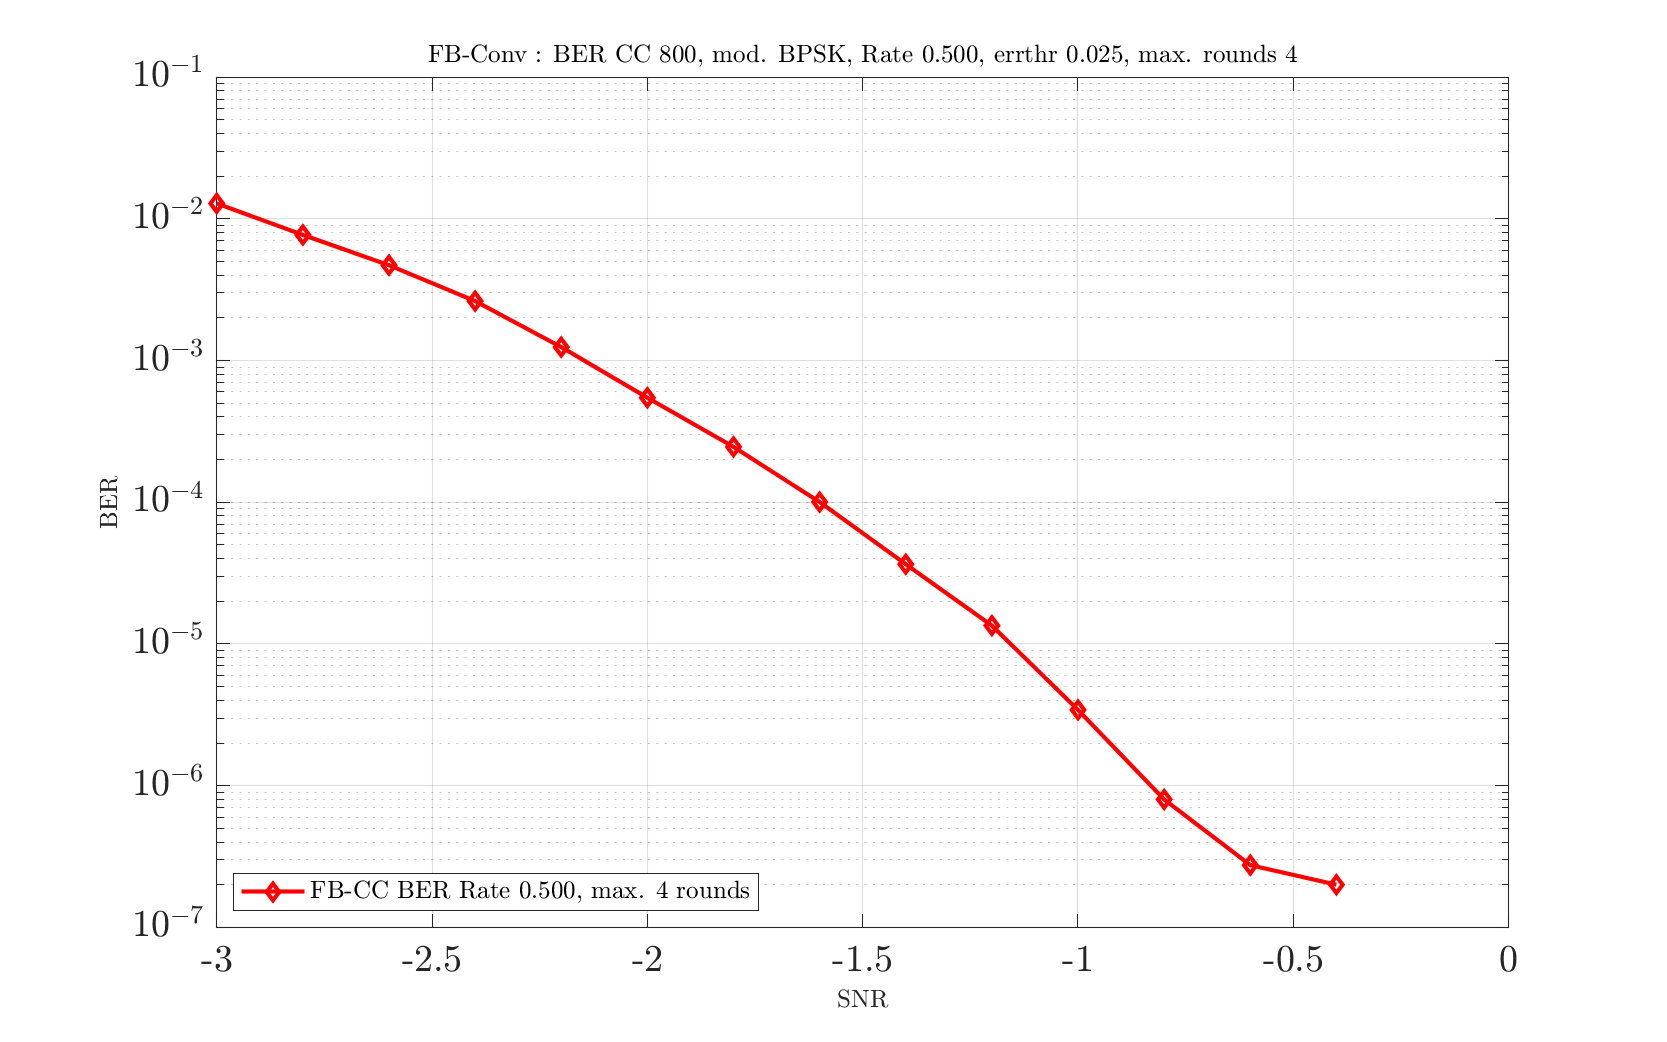 FB-Conv : BER CC 800, mod. BPSK, Rate 0.500, errthr 0.025, max. rounds 4
10^{-1}
10^{-2}
10^{-3}
10^{-4}
10^{-5}
10^{-6}
10^{-7}
BER
FB-CC BER Rate 0.500, max. 4 rounds
-3 -2.5 -2 -1.5 -1 -0.5 0
SNR